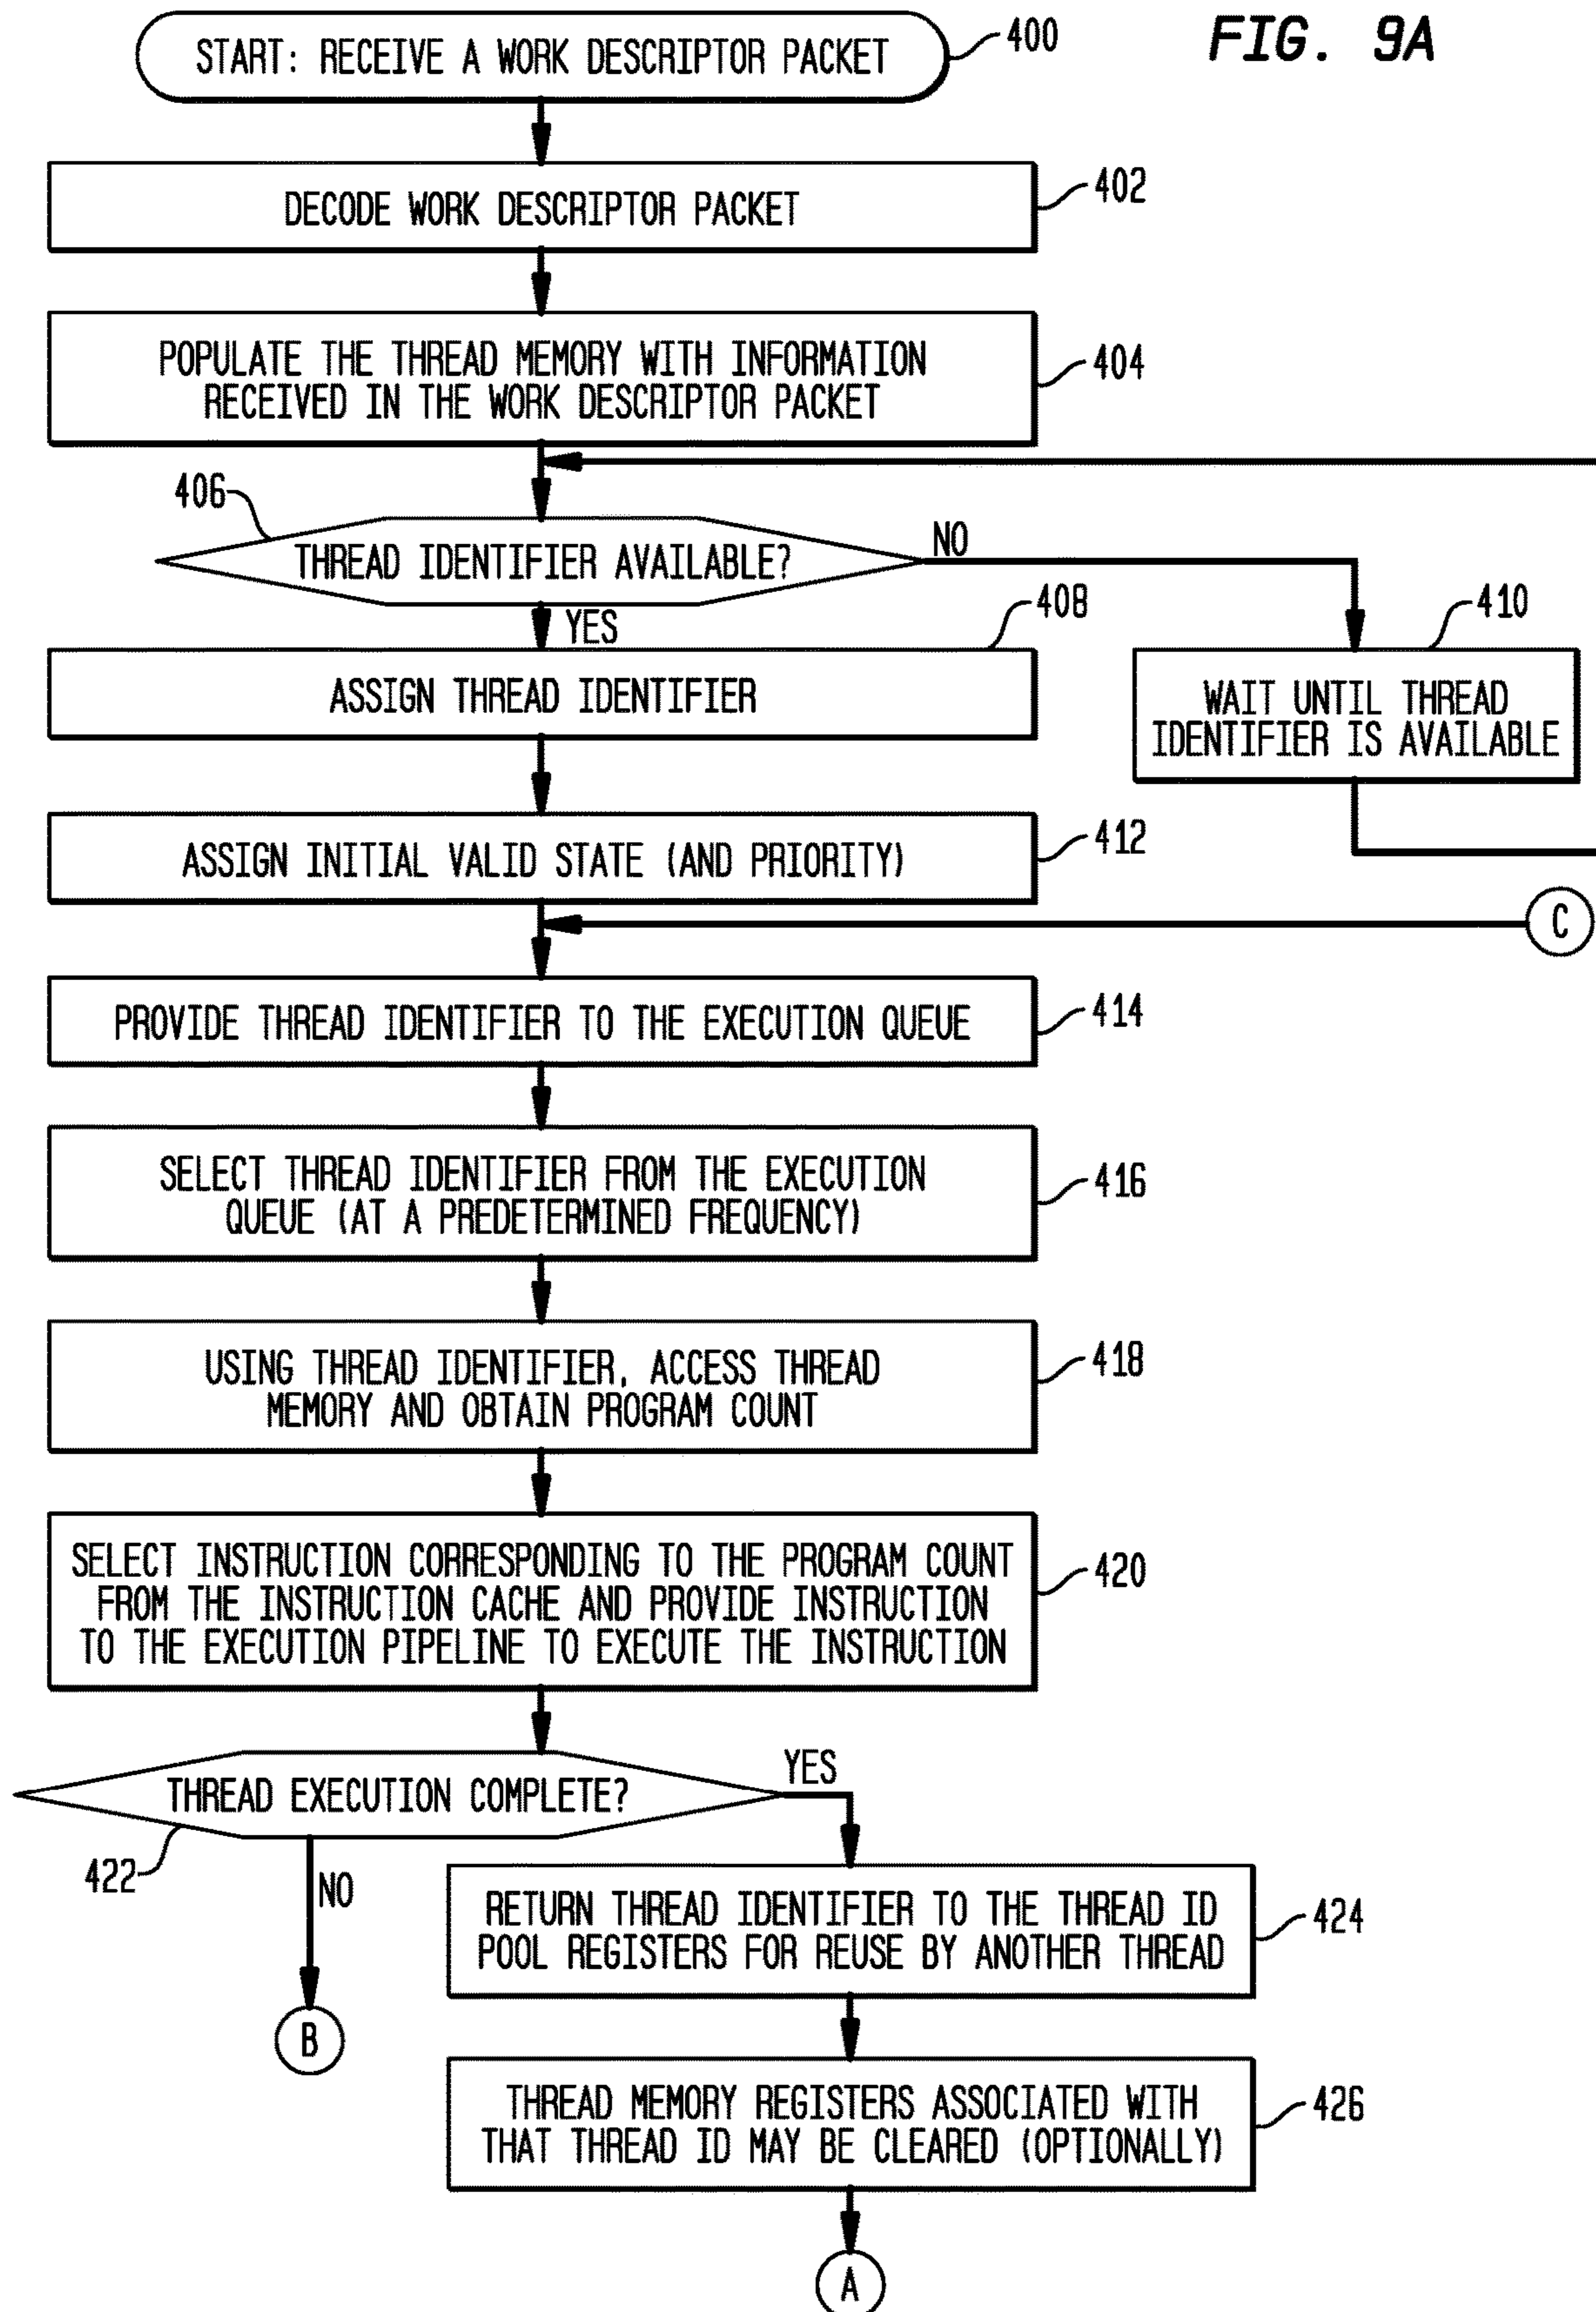 FIG. 9A
START: RECEIVE A WORK DESCRIPTOR PACKET
400
DECODE WORK DESCRIPTOR PACKET
402
POPULATE THE THREAD MEMORY WITH INFORMATION
RECEIVED IN THE WORK DESCRIPTOR PACKET
404
406
THREAD IDENTIFIER AVAILABLE?
NO
YES
408
ASSIGN THREAD IDENTIFIER
410
WAIT UNTIL THREAD
IDENTIFIER IS AVAILABLE
ASSIGN INITIAL VALID STATE (AND PRIORITY)
412
C
PROVIDE THREAD IDENTIFIER TO THE EXECUTION QUEUE
414
SELECT THREAD IDENTIFIER FROM THE EXECUTION
QUEUE (AT A PREDETERMINED FREQUENCY)
416
USING THREAD IDENTIFIER, ACCESS THREAD
MEMORY AND OBTAIN PROGRAM COUNT
418
SELECT INSTRUCTION CORRESPONDING TO THE PROGRAM COUNT
FROM THE INSTRUCTION CACHE AND PROVIDE INSTRUCTION
TO THE EXECUTION PIPELINE TO EXECUTE THE INSTRUCTION
420
THREAD EXECUTION COMPLETE?
YES
422
NO
RETURN THREAD IDENTIFIER TO THE THREAD ID
POOL REGISTERS FOR REUSE BY ANOTHER THREAD
424
B
THREAD MEMORY REGISTERS ASSOCIATED WITH
THAT THREAD ID MAY BE CLEARED (OPTIONALLY)
426
A